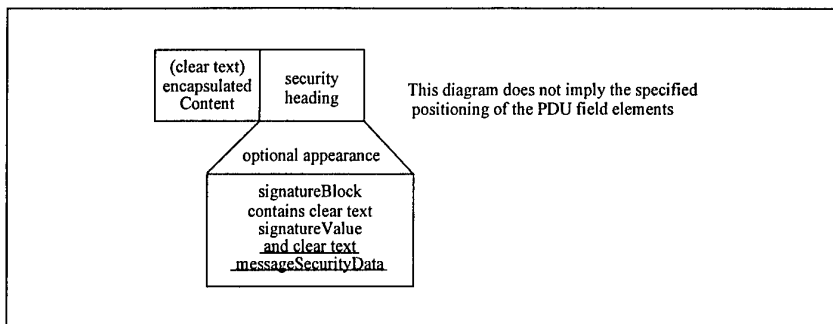 (clear text)
encapsulated
Content
security
heading
This diagram does not imply the specified
positioning of the PDU field elements
optional appearance
signatureBlock
contains clear text
signatureValue
and clear text
messageSecurityData